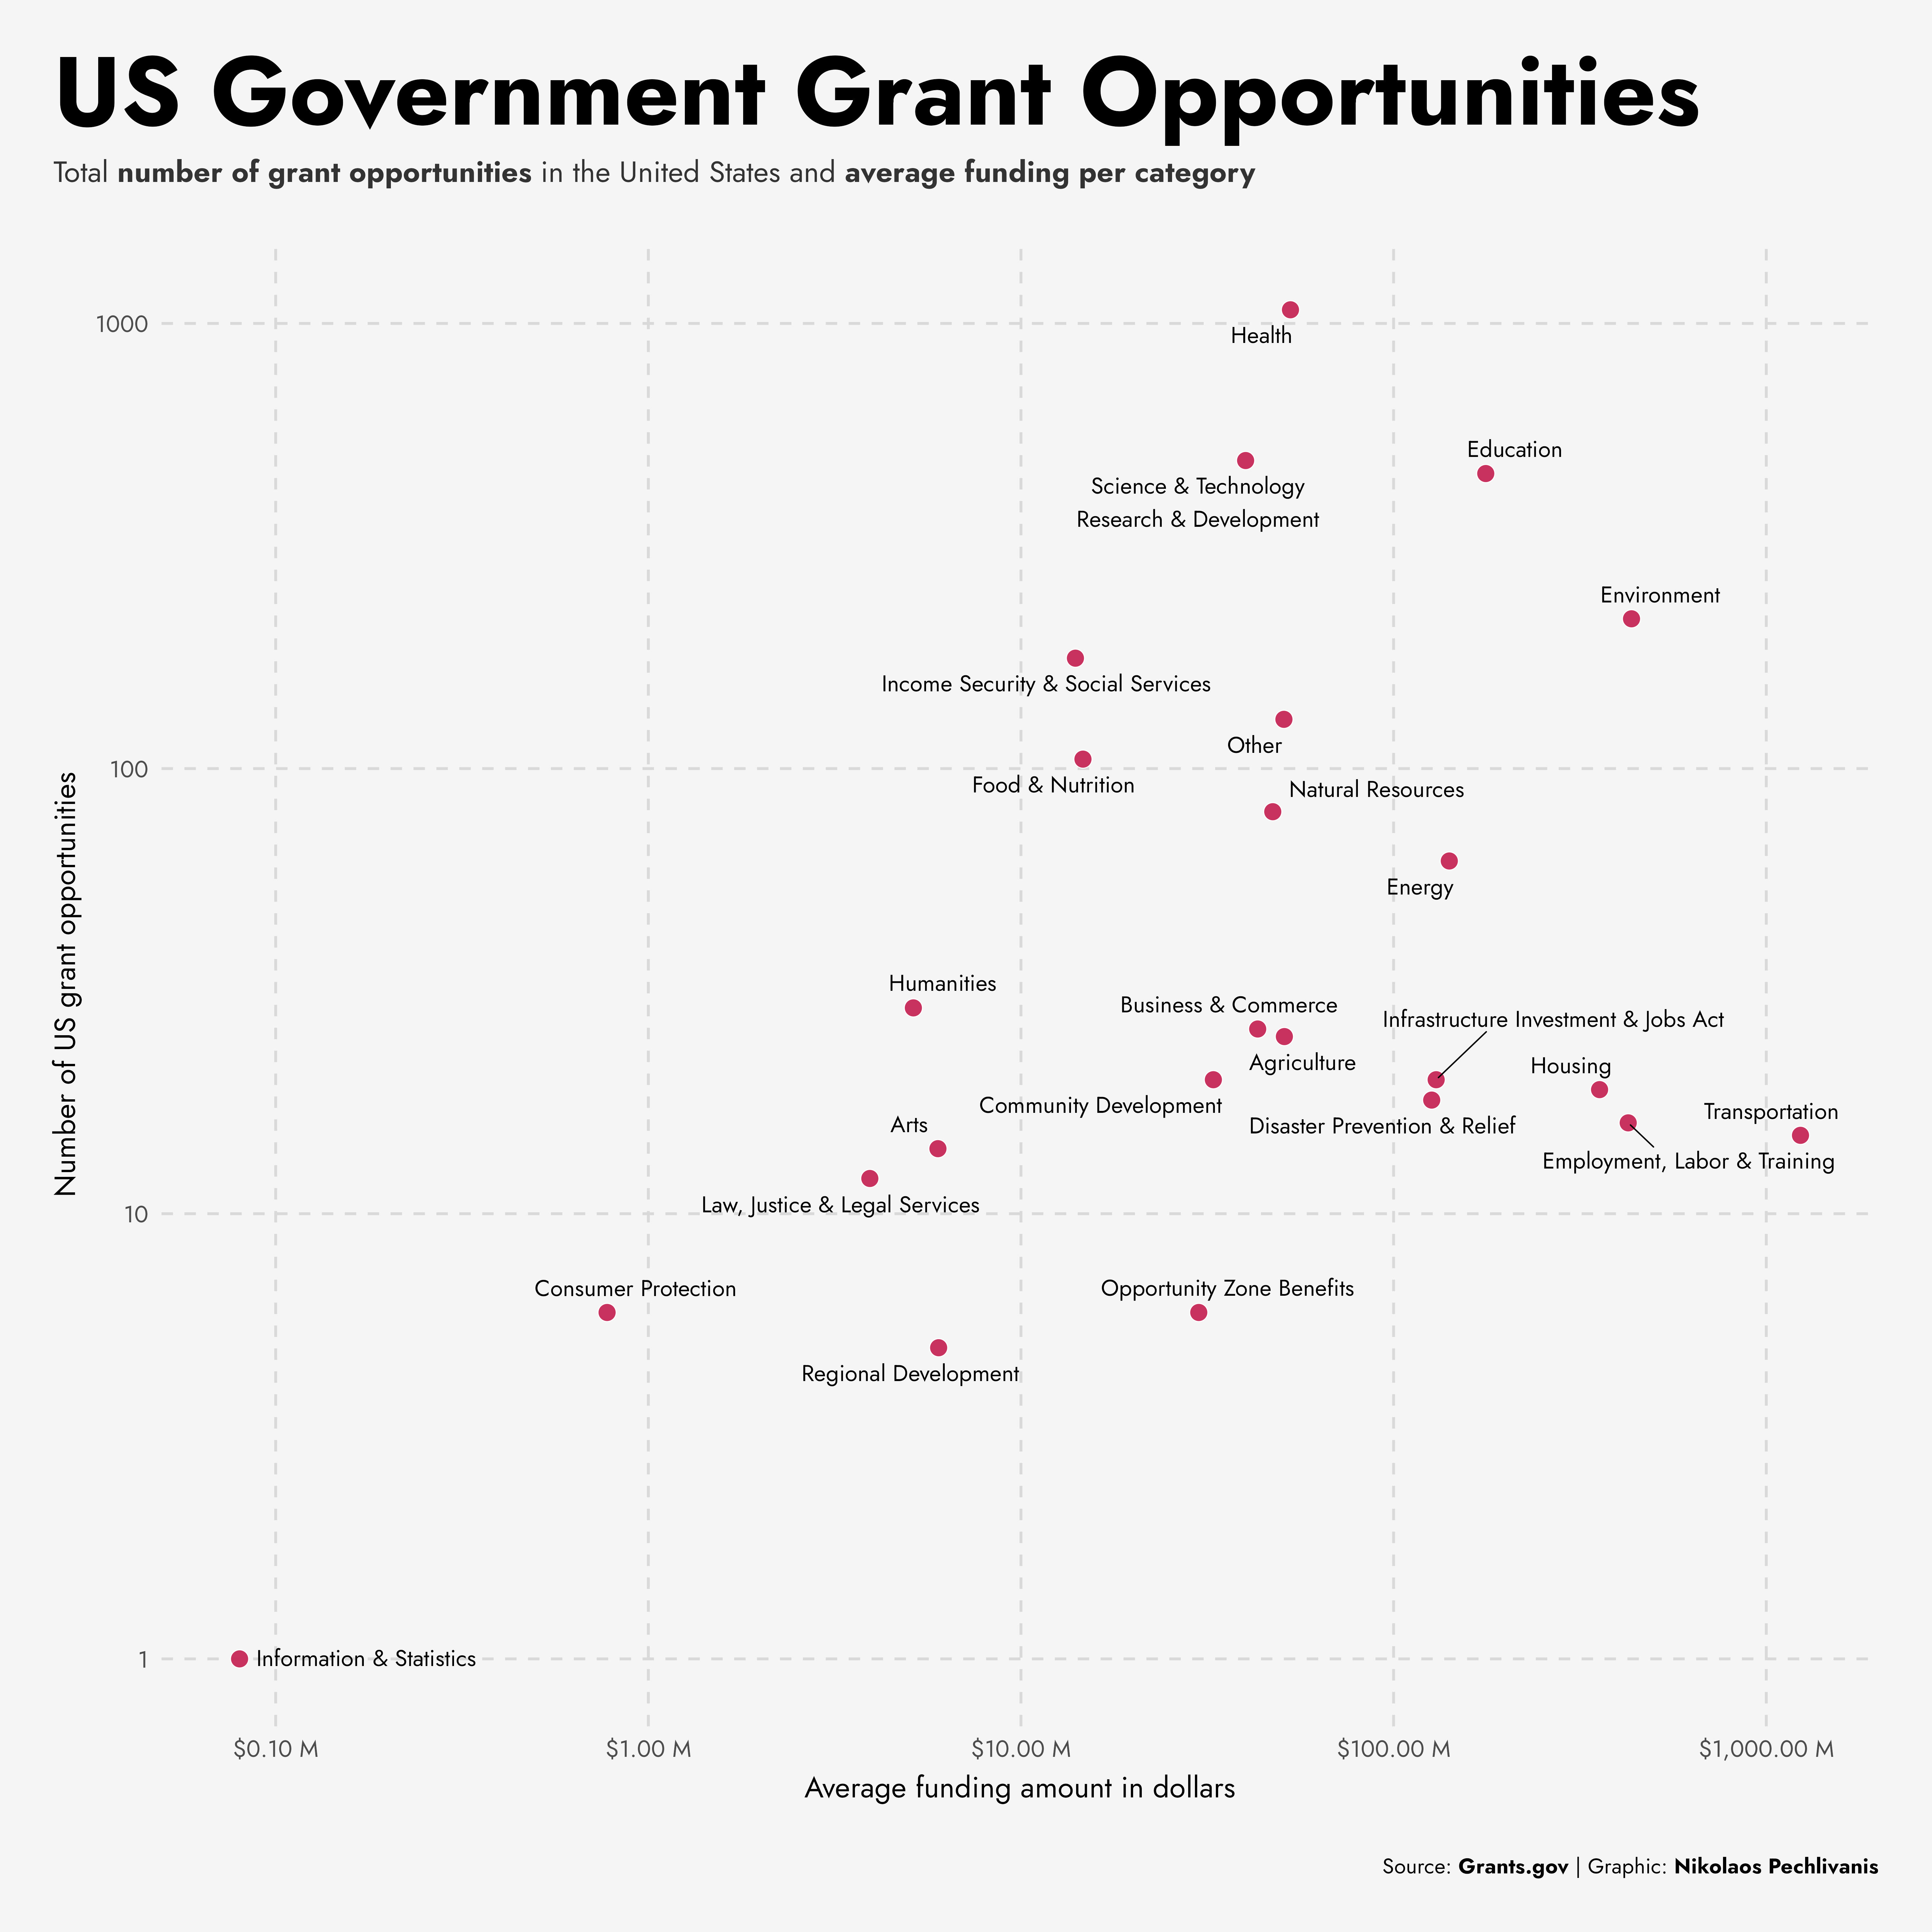 US Government Grant Opportunities
Total number of grant opportunities in the United States and average funding per category
Number of US grant opportunities
1000
100
10
1
Health
Education
Science & Technology
Research & Development
Environment
Income Security & Social Services
Other
Food & Nutrition
Natural Resources
Energy
Humanities
Business & Commerce
Infrastructure Investment & Jobs Act
Agriculture
Housing
Community Development
Transportation
Arts
Disaster Prevention & Relief
Employment, Labor & Training
Law, Justice & Legal Services
Consumer Protection
Opportunity Zone Benefits
Regional Development
Information & Statistics
$0.10 M
$1.00 M
$10.00 M
$100.00 M
$1,000.00 M
Average funding amount in dollars
Source: Grants.gov | Graphic: Nikolaos Pechlivanis